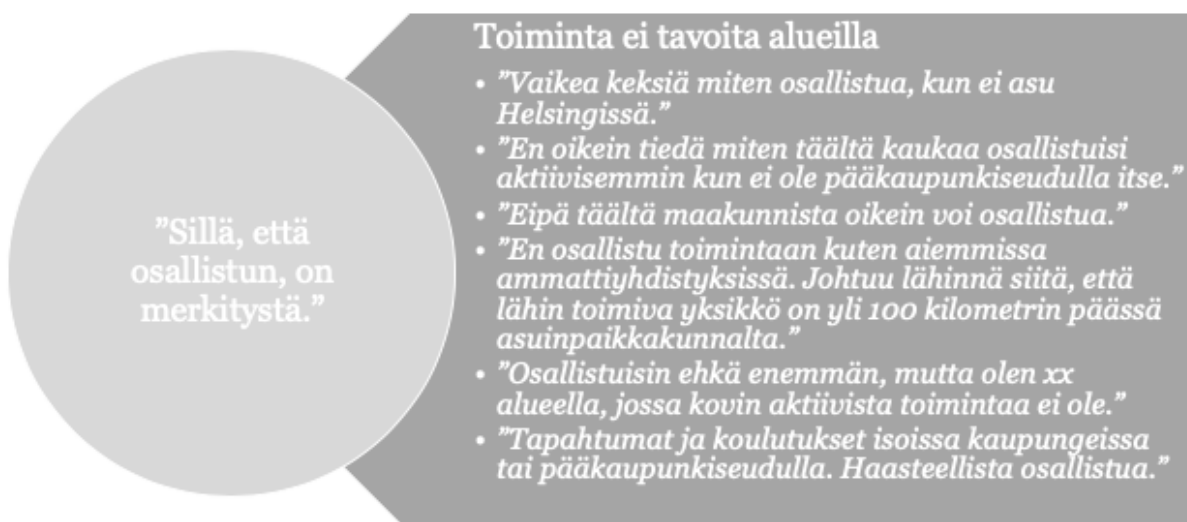 ”Sillä, että
osallistun, on
merkitystä.”
Toiminta ei tavoita alueilla
• ”Vaikea keksiä miten osallistua, kun ei asu
Helsingissä.”
• ”En oikein tiedä miten täältä kaukaa osallistuisi
aktiivisemmin kun ei ole pääkaupunkiseudulla itse.”
• ”Eipä täältä maakunnista oikein voi osallistua.”
• ”En osallistu toimintaan kuten aiemmissa
ammattiyhdistyksissä. Johtuu lähinnä siitä, että
lähin toimiva yksikkö on yli 100 kilometrin päässä
asuinpaikkakunnalta.”
• ”Osallistuisin ehkä enemmän, mutta olen xx
alueella, jossa kovin aktiivista toimintaa ei ole.”
• ”Tapahtumat ja koulutukset isoissa kaupungeissa
tai pääkaupunkiseudulla. Haasteellista osallistua.”